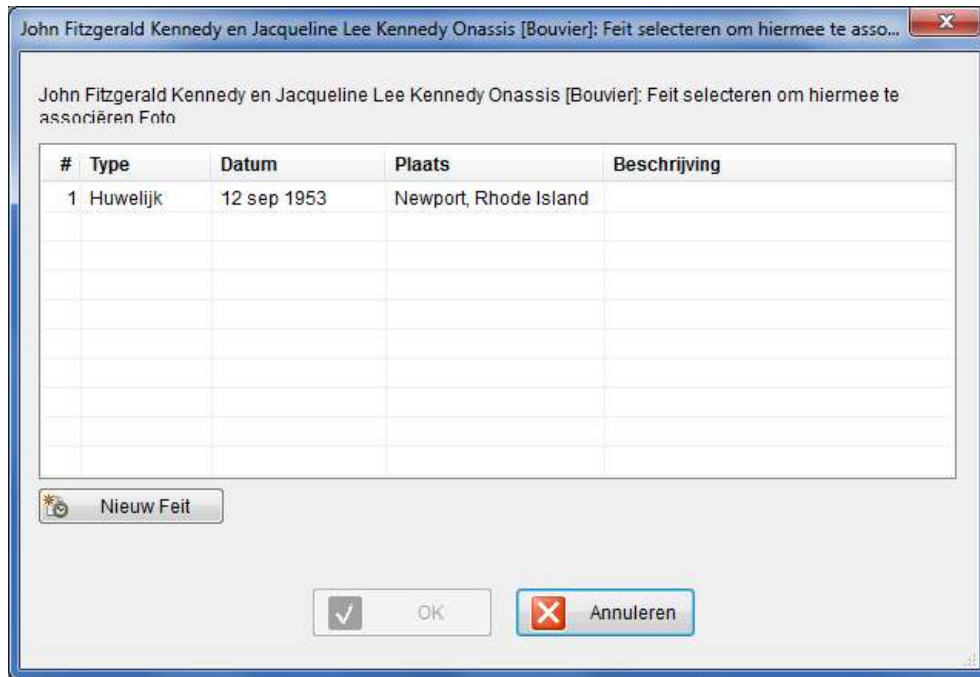 John Fitzgerald Kennedy en Jacqueline Lee Kennedy Onassis [Bouvier]: Feit selecteren om hiermee te asso...
John Fitzgerald Kennedy en Jacqueline Lee Kennedy Onassis [Bouvier]: Feit selecteren om hiermee te
associëren Foto
# Type Datum Plaats Beschrijving
1 Huwelijk 12 sep 1953 Newport, Rhode Island
Nieuw Feit
OK Annuleren